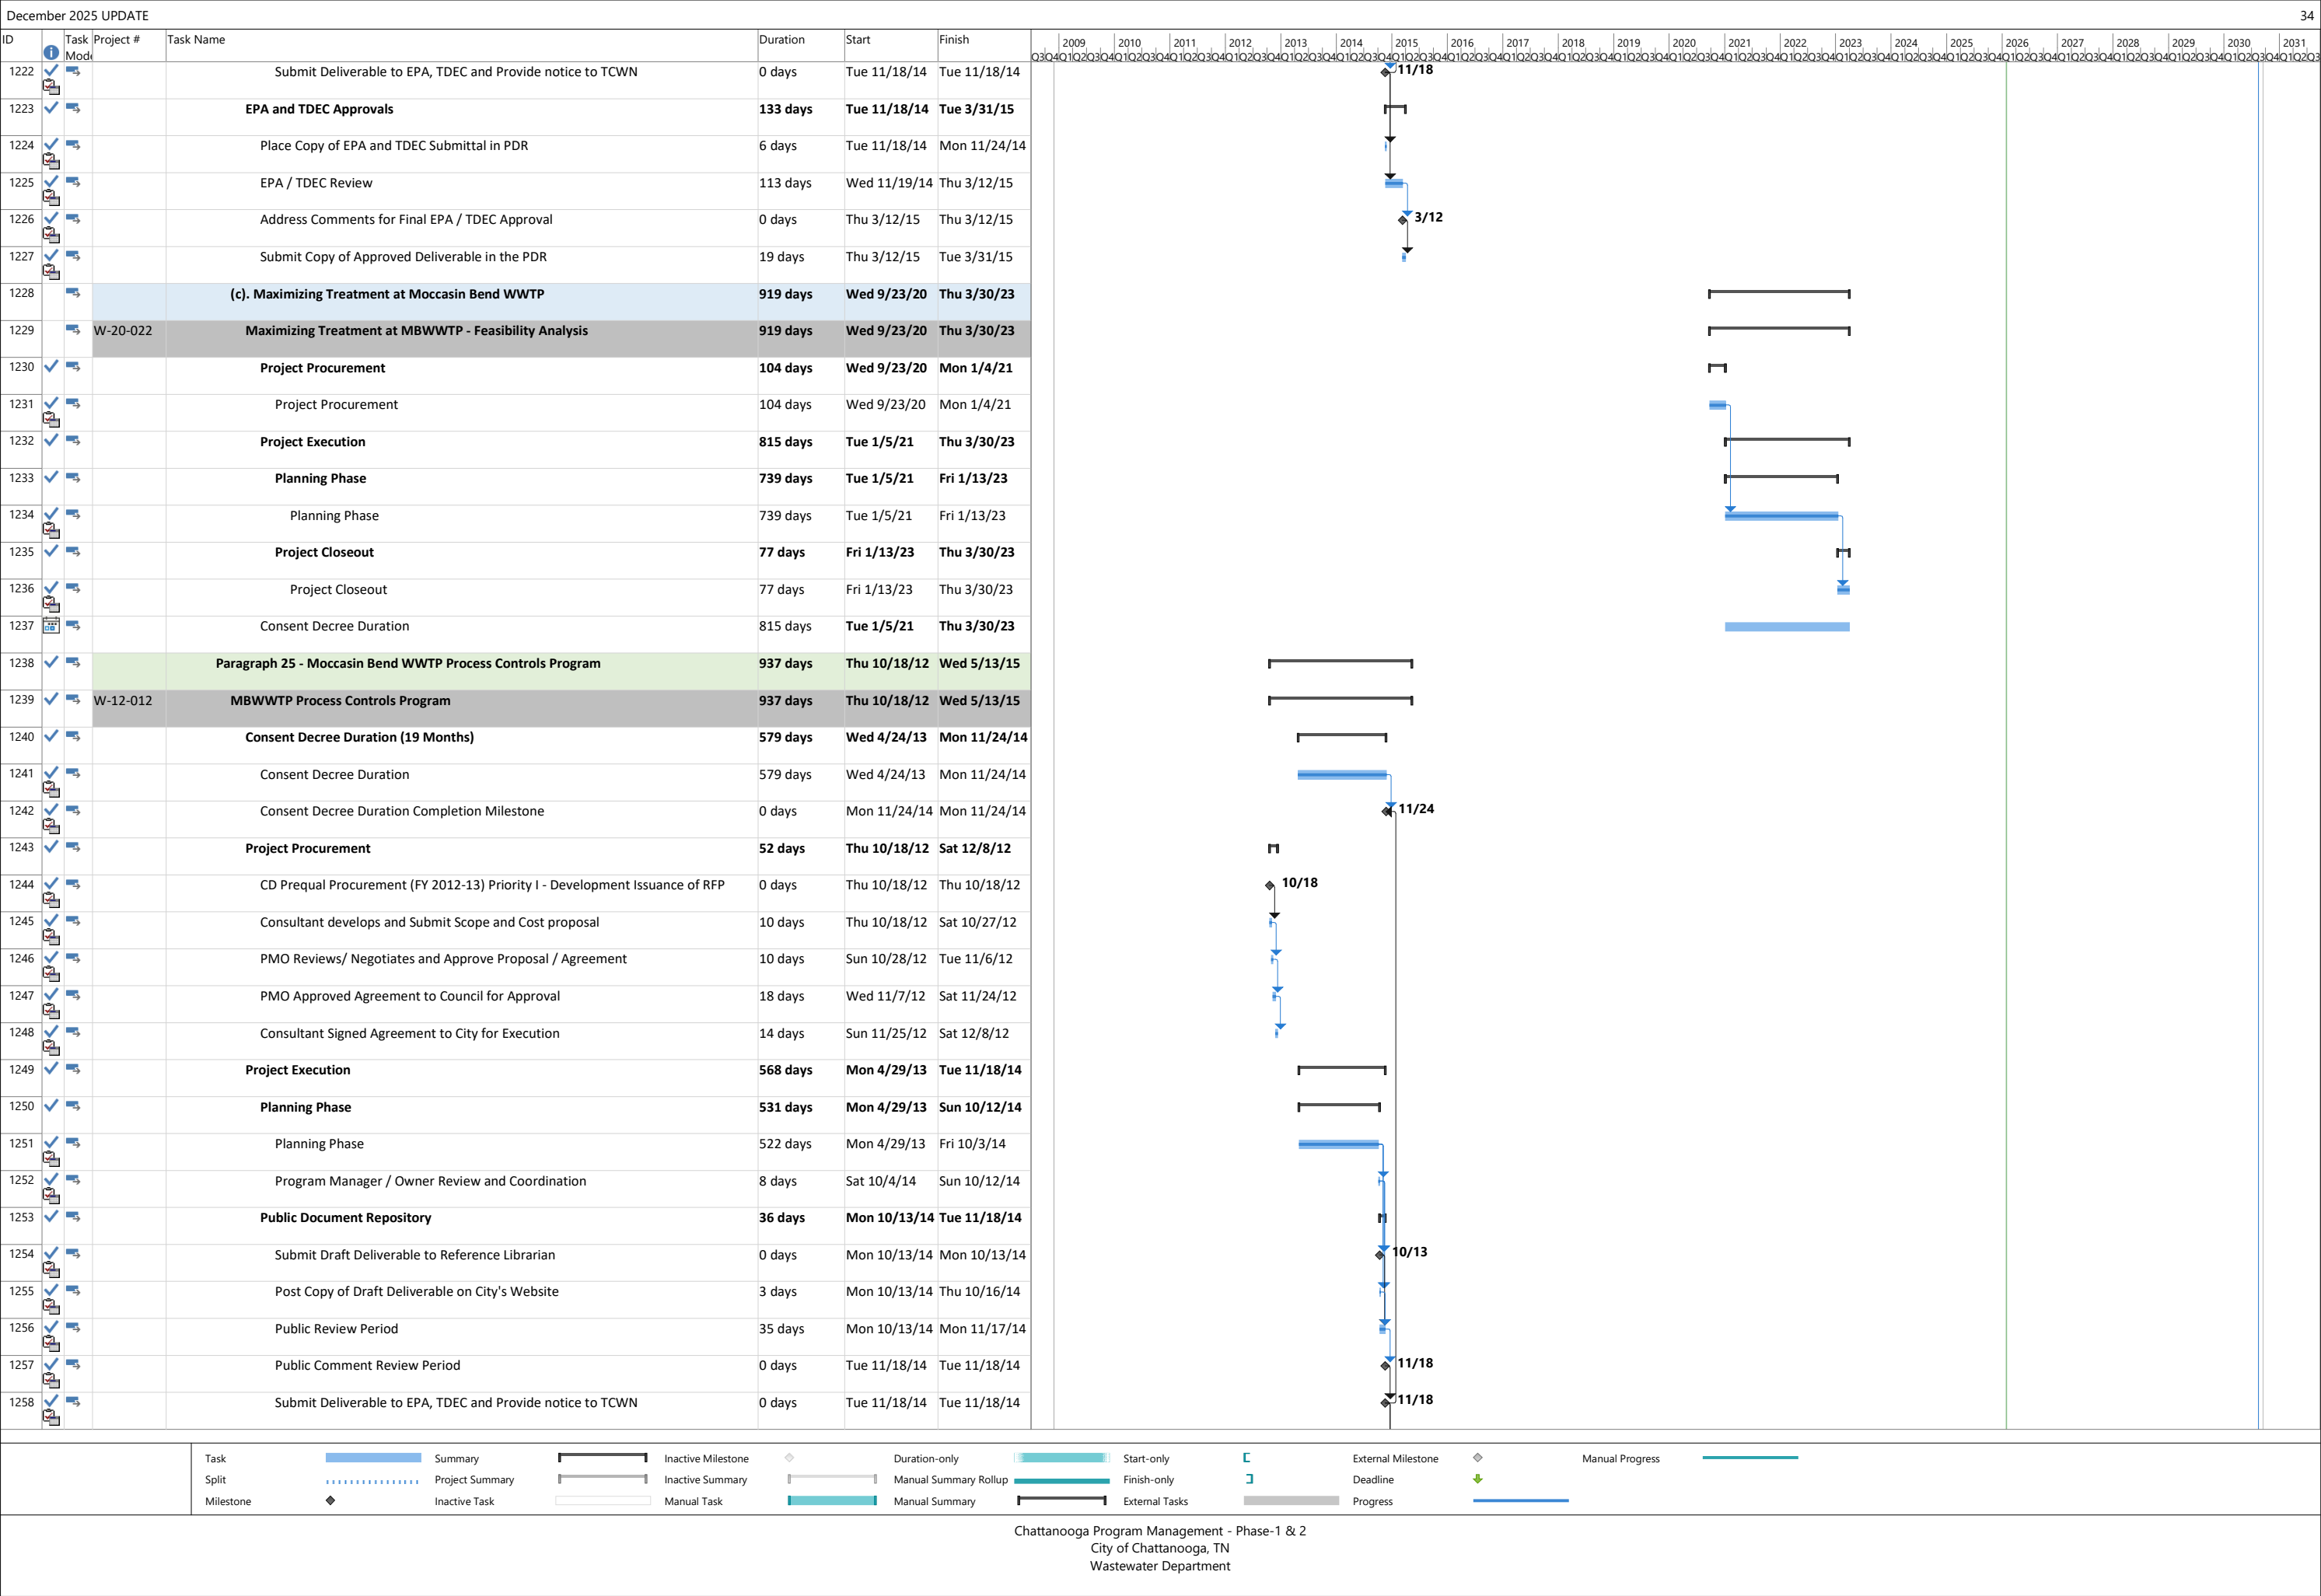 December 2025 UPDATE 34
ID Task Mode Project # Task Name Duration Start Finish
2009 2010 2011 2012 2013 2014 2015 2016 2017 2018 2019 2020 2021 2022 2023 2024 2025 2026 2027 2028 2029 2030 2031
1222 Submit Deliverable to EPA, TDEC and Provide notice to TCWN 0 days Tue 11/18/14 Tue 11/18/14 11/18
1223 EPA and TDEC Approvals 133 days Tue 11/18/14 Tue 3/31/15
1224 Place Copy of EPA and TDEC Submittal in PDR 6 days Tue 11/18/14 Mon 11/24/14
1225 EPA / TDEC Review 113 days Wed 11/19/14 Thu 3/12/15
1226 Address Comments for Final EPA / TDEC Approval 0 days Thu 3/12/15 Thu 3/12/15 3/12
1227 Submit Copy of Approved Deliverable in the PDR 19 days Thu 3/12/15 Tue 3/31/15
1228 (c). Maximizing Treatment at Moccasin Bend WWTP 919 days Wed 9/23/20 Thu 3/30/23
1229 W-20-022 Maximizing Treatment at MBWWTP - Feasibility Analysis 919 days Wed 9/23/20 Thu 3/30/23
1230 Project Procurement 104 days Wed 9/23/20 Mon 1/4/21
1231 Project Procurement 104 days Wed 9/23/20 Mon 1/4/21
1232 Project Execution 815 days Tue 1/5/21 Thu 3/30/23
1233 Planning Phase 739 days Tue 1/5/21 Fri 1/13/23
1234 Planning Phase 739 days Tue 1/5/21 Fri 1/13/23
1235 Project Closeout 77 days Fri 1/13/23 Thu 3/30/23
1236 Project Closeout 77 days Fri 1/13/23 Thu 3/30/23
1237 Consent Decree Duration 815 days Tue 1/5/21 Thu 3/30/23
1238 Paragraph 25 - Moccasin Bend WWTP Process Controls Program 937 days Thu 10/18/12 Wed 5/13/15
1239 W-12-012 MBWWTP Process Controls Program 937 days Thu 10/18/12 Wed 5/13/15
1240 Consent Decree Duration (19 Months) 579 days Wed 4/24/13 Mon 11/24/14
1241 Consent Decree Duration 579 days Wed 4/24/13 Mon 11/24/14
1242 Consent Decree Duration Completion Milestone 0 days Mon 11/24/14 Mon 11/24/14 11/24
1243 Project Procurement 52 days Thu 10/18/12 Sat 12/8/12
1244 CD Prequal Procurement (FY 2012-13) Priority I - Development Issuance of RFP 0 days Thu 10/18/12 Thu 10/18/12 10/18
1245 Consultant develops and Submit Scope and Cost proposal 10 days Thu 10/18/12 Sat 10/27/12
1246 PMO Reviews/ Negotiates and Approve Proposal / Agreement 10 days Sun 10/28/12 Tue 11/6/12
1247 PMO Approved Agreement to Council for Approval 18 days Wed 11/7/12 Sat 11/24/12
1248 Consultant Signed Agreement to City for Execution 14 days Sun 11/25/12 Sat 12/8/12
1249 Project Execution 568 days Mon 4/29/13 Tue 11/18/14
1250 Planning Phase 531 days Mon 4/29/13 Sun 10/12/14
1251 Planning Phase 522 days Mon 4/29/13 Fri 10/3/14
1252 Program Manager / Owner Review and Coordination 8 days Sat 10/4/14 Sun 10/12/14
1253 Public Document Repository 36 days Mon 10/13/14 Tue 11/18/14
1254 Submit Draft Deliverable to Reference Librarian 0 days Mon 10/13/14 Mon 10/13/14 10/13
1255 Post Copy of Draft Deliverable on City's Website 3 days Mon 10/13/14 Thu 10/16/14
1256 Public Review Period 35 days Mon 10/13/14 Mon 11/17/14
1257 Public Comment Review Period 0 days Tue 11/18/14 Tue 11/18/14 11/18
1258 Submit Deliverable to EPA, TDEC and Provide notice to TCWN 0 days Tue 11/18/14 Tue 11/18/14 11/18
Task Summary Inactive Milestone Duration-only Start-only External Milestone Manual Progress
Split Project Summary Inactive Summary Manual Summary Rollup Finish-only Deadline
Milestone Inactive Task Manual Task Manual Summary External Tasks Progress
Chattanooga Program Management - Phase-1 & 2
City of Chattanooga, TN
Wastewater Department